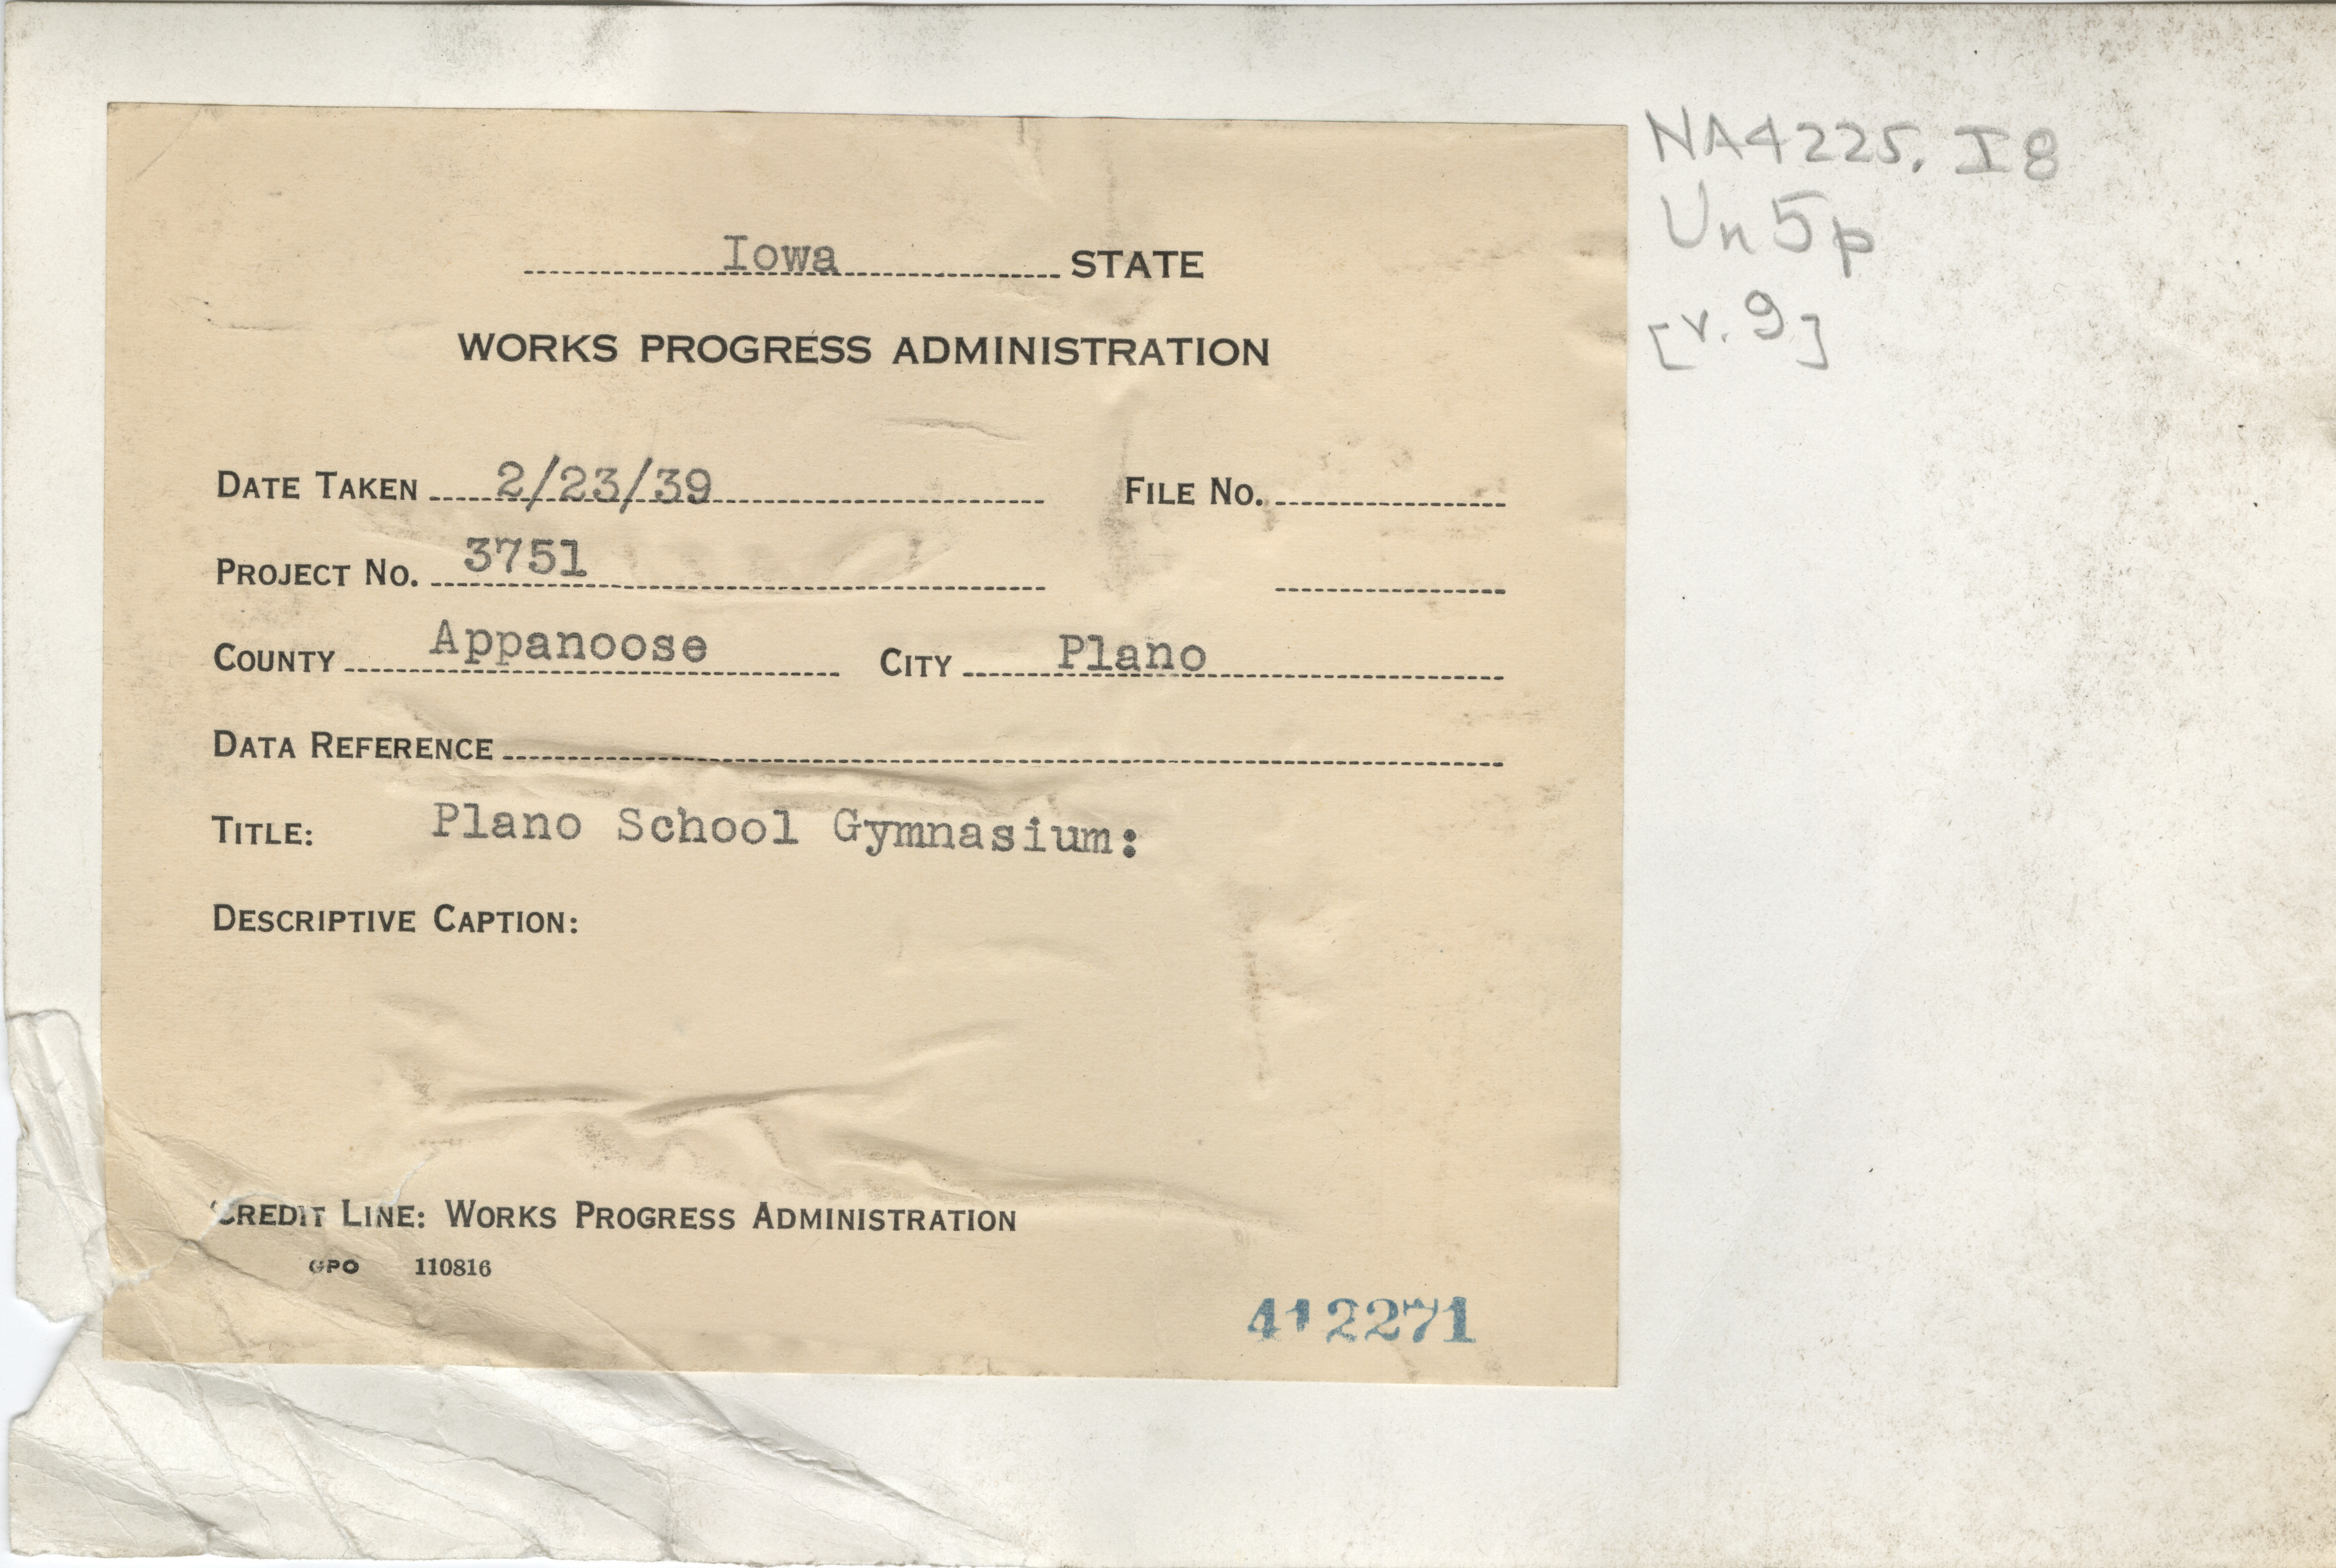 Iowa STATE
WORKS PROGRESS ADMINISTRATION
DATE TAKEN 2/23/39 FILE NO.
PROJECT NO. 3751
COUNTY Appanoose CITY Plano
DATA REFERENCE
TITLE: Plano School Gymnasium:
DESCRIPTIVE CAPTION:
CREDIT LINE: WORKS PROGRESS ADMINISTRATION
GPO 110816
412271
NA4225.I8
Un5p
[v.9]